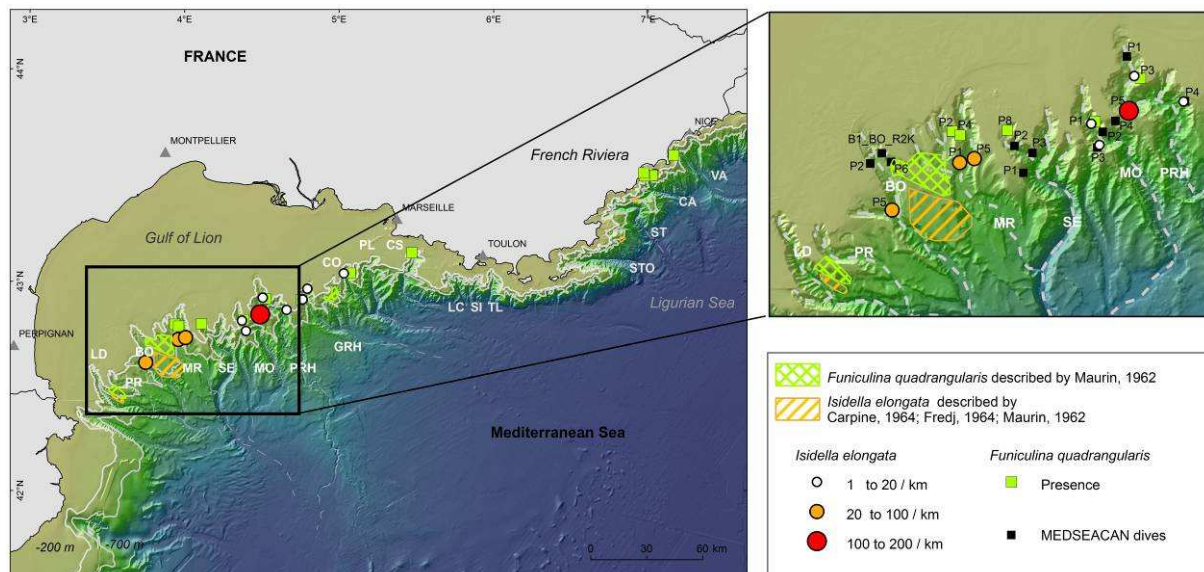 3°E 4°E 5°E 6°E 7°E
FRANCE
44°N
NICE
MONTPELLIER
French Riviera
VA
MARSEILLE
CA
Gulf of Lion
PL CS
ST
TOULON
CO
STO
43°N
LC SI TL
Ligurian Sea
PERPIGNAN
GRH
LD BO MR SE MO PRH
PR
Mediterranean Sea
42°N
-200 m -700 m
0 30 60 km
P1
P3
P4
P5
P2 P4 P8 P1
P4
B1_BO_R2K P2 P2
P1 P5 P3 P3
P2 P6 P1
BO MO PRH
P5
MR SE
LD PR
Funiculina quadrangularis described by Maurin, 1962
Isidella elongata described by
Carpine, 1964; Fredj, 1964; Maurin, 1962
Isidella elongata
1 to 20 / km
20 to 100 / km
100 to 200 / km
Funiculina quadrangularis
Presence
MEDSEACAN dives